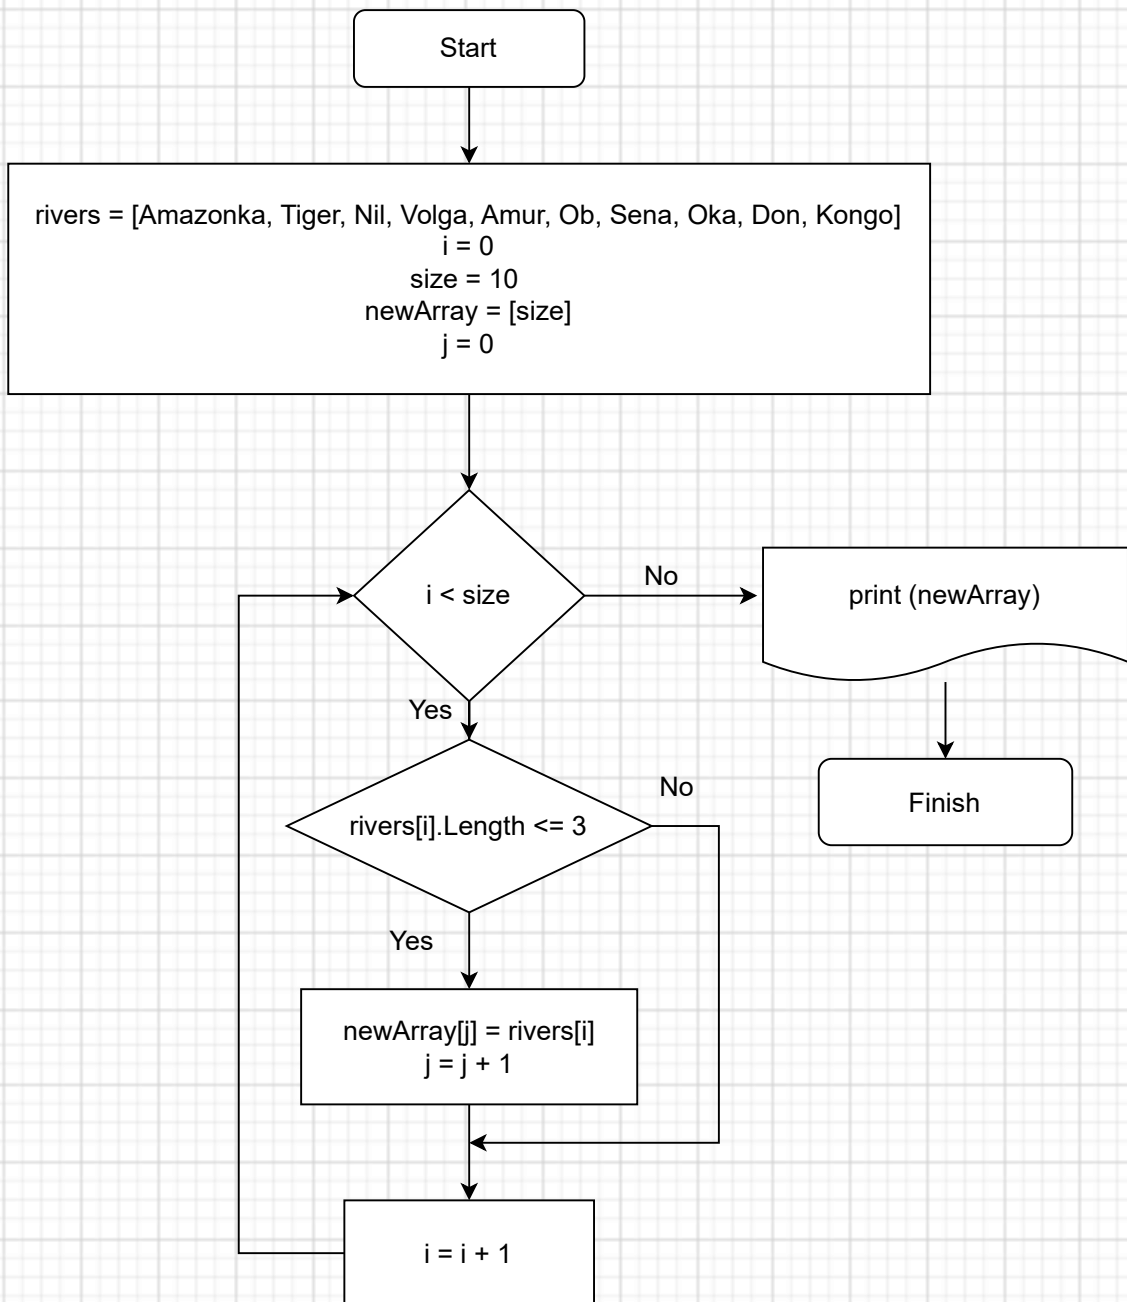 Start
rivers = [Amazonka, Tiger, Nil, Volga, Amur, Ob, Sena, Oka, Don, Kongo]
i = 0
size = 10
newArray = [size]
j = 0
i < size
No
print (newArray)
Yes
No
rivers[i].Length <= 3
Finish
Yes
newArray[j] = rivers[i]
j = j + 1
i = i + 1